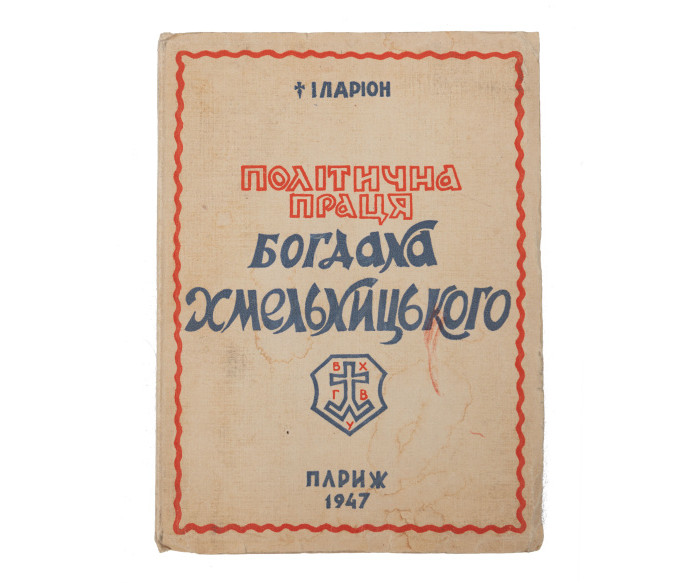 † ІЛАРІОН
ПОЛІТИЧНА
ПРАЦЯ
БОГДАНА
ХМЕЛЬНИЦЬКОГО
Б Х
Г В
У
ПАРИЖ
1947